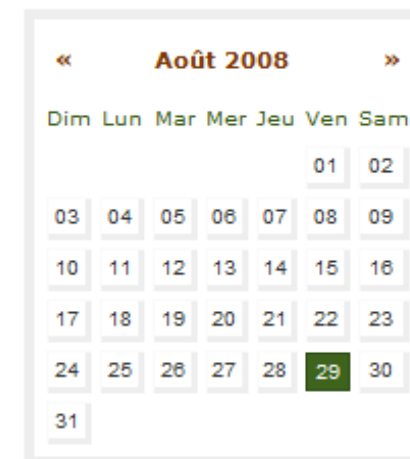 « Août 2008 »
Dim Lun Mar Mer Jeu Ven Sam
01 02
03 04 05 06 07 08 09
10 11 12 13 14 15 16
17 18 19 20 21 22 23
24 25 26 27 28 29 30
31